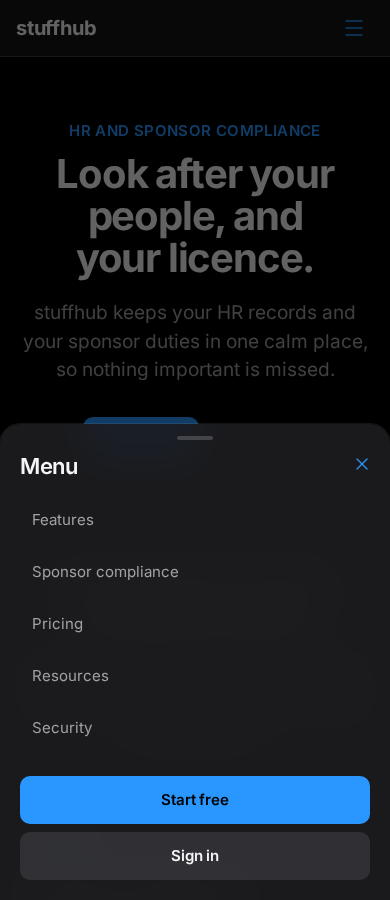 stuffhub
HR AND SPONSOR COMPLIANCE
Look after your
people, and
your licence.
stuffhub keeps your HR records and
your sponsor duties in one calm place,
so nothing important is missed.
Menu
Features
Sponsor compliance
Pricing
Resources
Security
Start free
Sign in